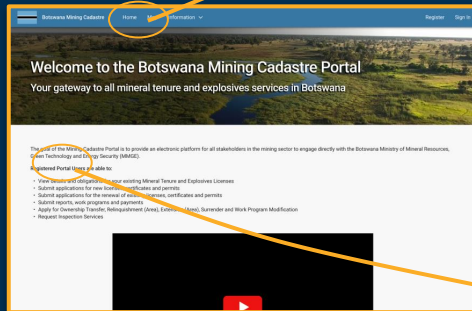 Botswana Mining Cadastre Home Information Register Sign In
Welcome to the Botswana Mining Cadastre Portal
Your gateway to all mineral tenure and explosives services in Botswana
The goal of the Mining Cadastre Portal is to provide an electronic platform for all stakeholders in the mining sector to engage directly with the Botswana Ministry of Mineral Resources,
Green Technology and Energy Security (MMGE).
Registered Portal Users are able to:
• View details and obligations on your existing Mineral Tenure and Explosives Licenses
• Submit applications for new licenses, certificates and permits
• Submit applications for the renewal of existing licenses, certificates and permits
• Submit reports, work programs and payments
• Apply for Ownership Transfer, Relinquishment (Area), Extension (Area), Surrender and Work Program Modification
• Request Inspection Services